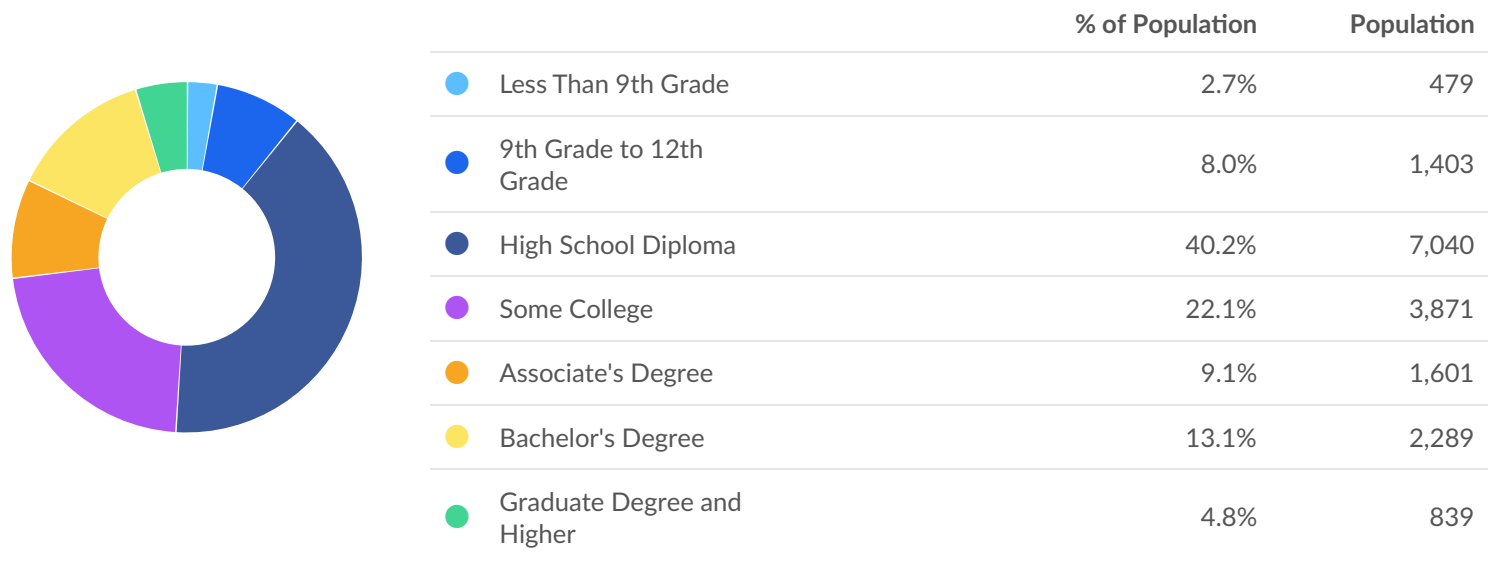 % of Population Population
Less Than 9th Grade 2.7% 479
9th Grade to 12th
Grade 8.0% 1,403
High School Diploma 40.2% 7,040
Some College 22.1% 3,871
Associate's Degree 9.1% 1,601
Bachelor's Degree 13.1% 2,289
Graduate Degree and
Higher 4.8% 839